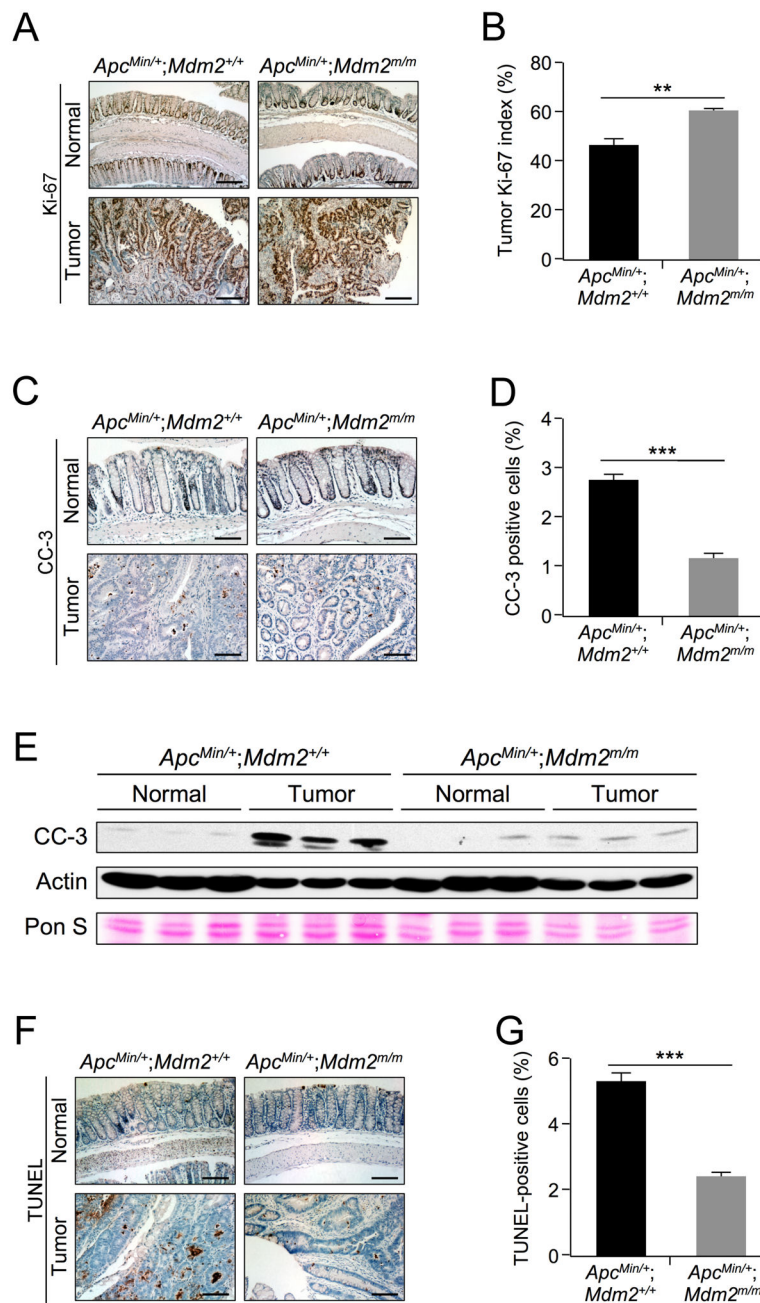 A
Apc^Min/+;Mdm2^+/+ Apc^Min/+;Mdm2^m/m
Ki-67
Normal
Tumor
B
Tumor Ki-67 index (%)
80
60
40
20
0
**
Apc^Min/+; Apc^Min/+;
Mdm2^+/+ Mdm2^m/m
C
Apc^Min/+;Mdm2^+/+ Apc^Min/+;Mdm2^m/m
CC-3
Normal
Tumor
D
CC-3 positive cells (%)
4
3
2
1
0
***
Apc^Min/+; Apc^Min/+;
Mdm2^+/+ Mdm2^m/m
E
Apc^Min/+;Mdm2^+/+ Apc^Min/+;Mdm2^m/m
Normal Tumor Normal Tumor
CC-3
Actin
Pon S
F
Apc^Min/+;Mdm2^+/+ Apc^Min/+;Mdm2^m/m
TUNEL
Normal
Tumor
G
TUNEL-positive cells (%)
6
4
2
0
***
Apc^Min/+; Apc^Min/+;
Mdm2^+/+ Mdm2^m/m